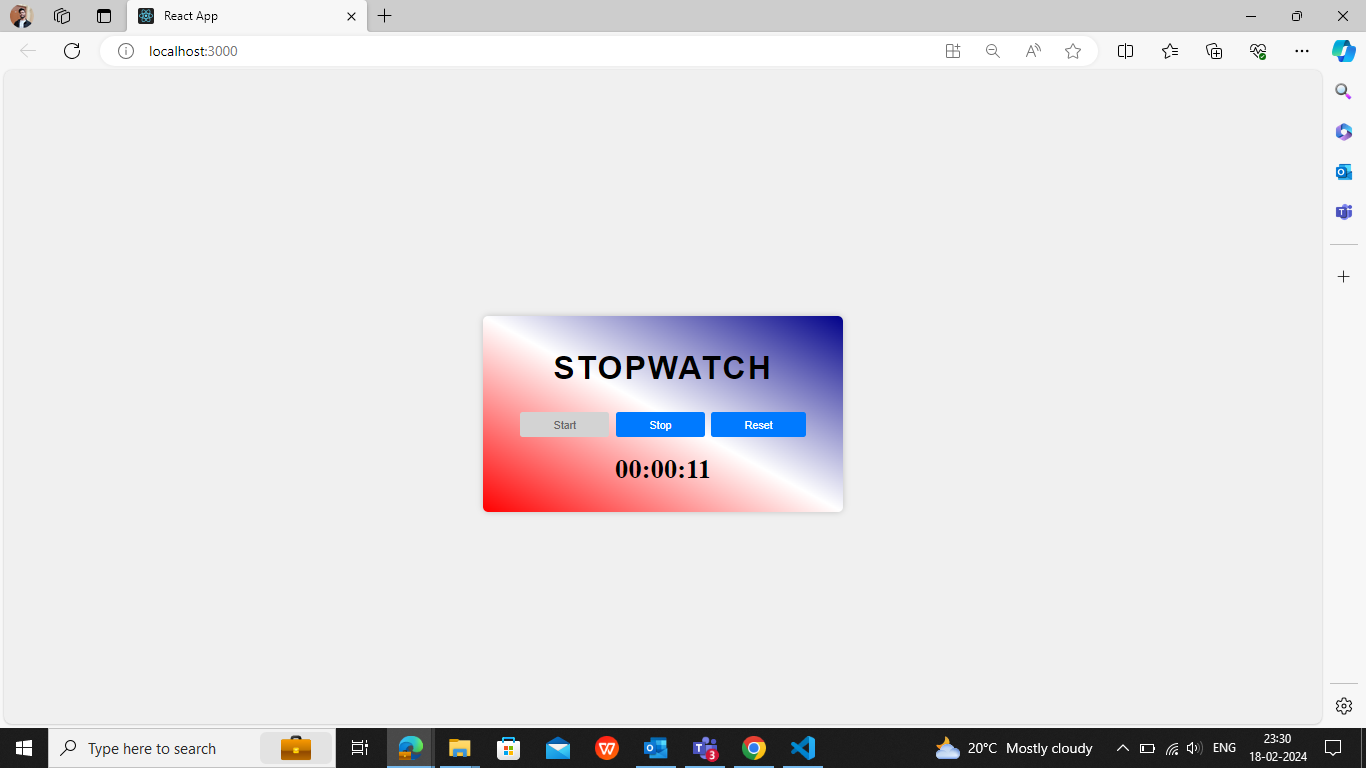 React App
localhost:3000
STOPWATCH
Start Stop Reset
00:00:11
Type here to search
3
20°C Mostly cloudy
ENG
23:30
18-02-2024